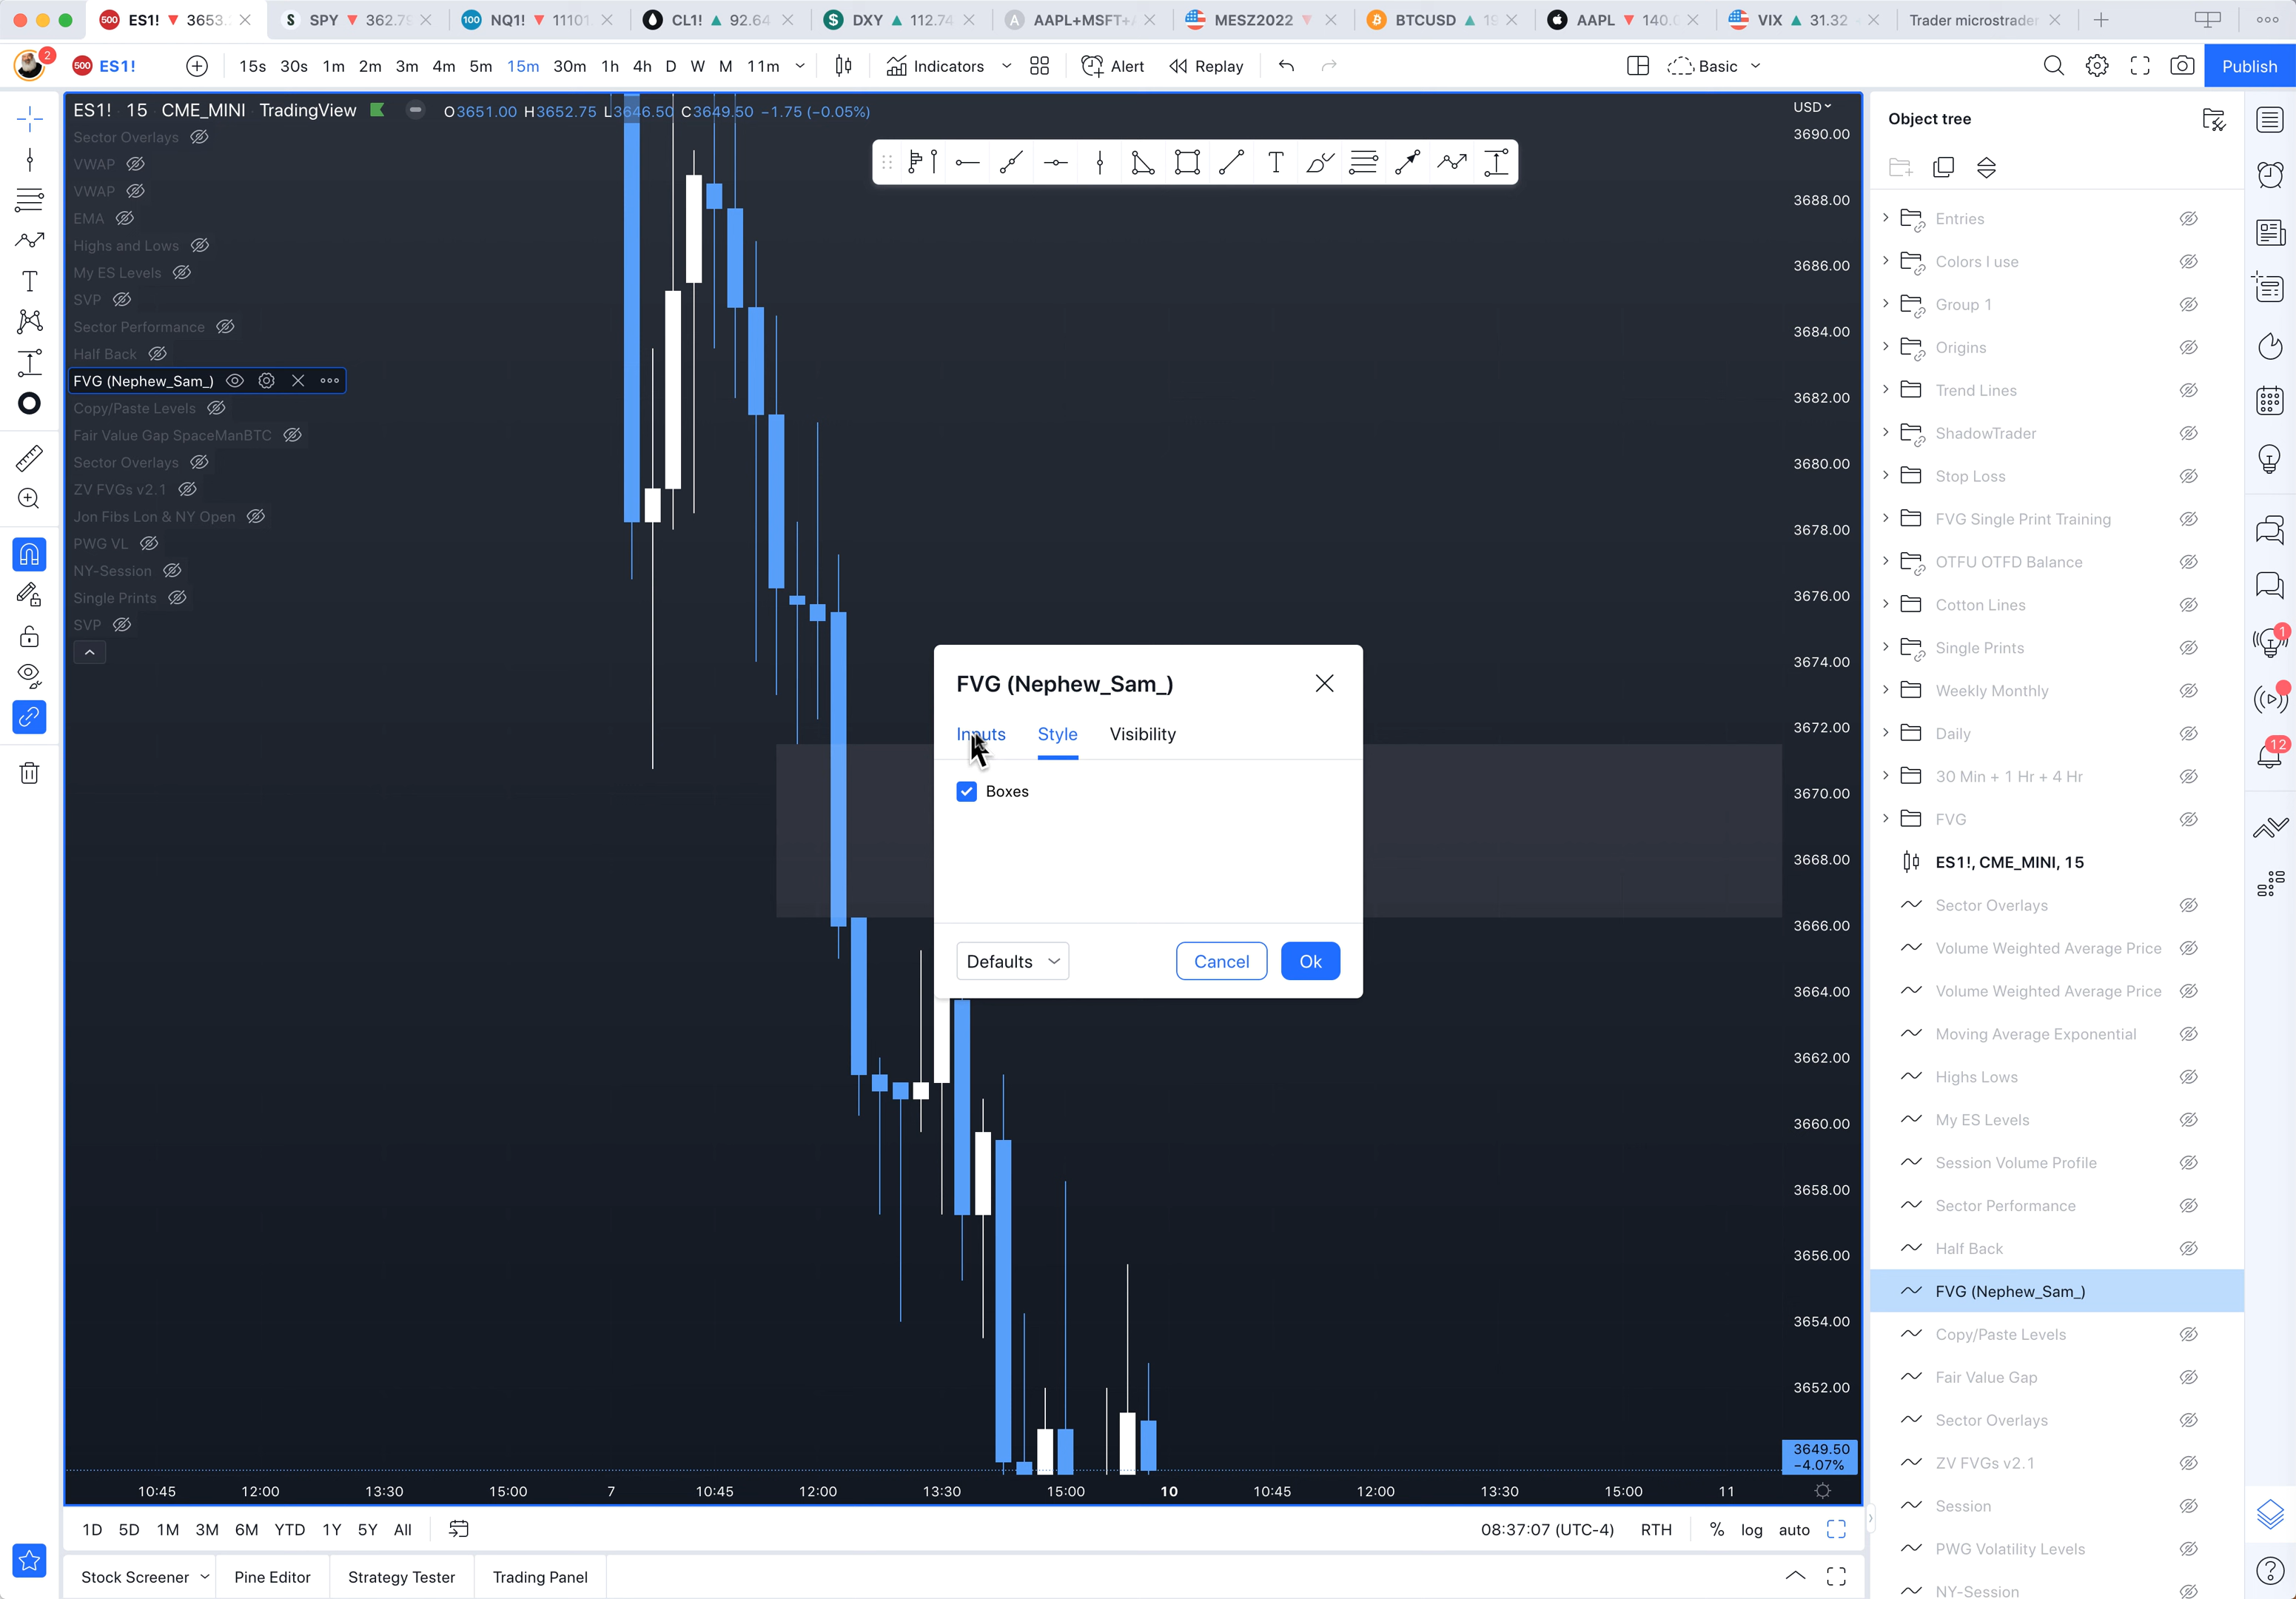 ES1! ▼ 3653.
SPY ▼ 362.79
NQ1! ▼ 11101
CL1! ▲ 92.64
DXY ▲ 112.74
AAPL+MSFT+
MESZ2022 ▼
BTCUSD ▲ 19
AAPL ▼ 140.
VIX ▲ 31.32
Trader microstrader
2
500 ES1!
15s 30s 1m 2m 3m 4m 5m 15m 30m 1h 4h D W M 11m
Indicators
Alert
Replay
Basic
Publish
ES1! 15 CME_MINI TradingView
O3651.00 H3652.75 L3646.50 C3649.50 −1.75 (−0.05%)
Sector Overlays
VWAP
VWAP
EMA
Highs and Lows
My ES Levels
SVP
Sector Performance
Half Back
FVG (Nephew_Sam_)
Copy/Paste Levels
Fair Value Gap SpaceManBTC
Sector Overlays
ZV FVGs v2.1
Jon Fibs Lon & NY Open
PWG VL
NY-Session
Single Prints
SVP
USD
3690.00
3688.00
3686.00
3684.00
3682.00
3680.00
3678.00
3676.00
3674.00
3672.00
3670.00
3668.00
3666.00
3664.00
3662.00
3660.00
3658.00
3656.00
3654.00
3652.00
3649.50
−4.07%
FVG (Nephew_Sam_)
Inputs Style Visibility
Boxes
Defaults Cancel Ok
10:45 12:00 13:30 15:00 7 10:45 12:00 13:30 15:00 10 10:45 12:00 13:30 15:00 11
1D 5D 1M 3M 6M YTD 1Y 5Y All
08:37:07 (UTC-4) RTH % log auto
Stock Screener Pine Editor Strategy Tester Trading Panel
Object tree
Entries
Colors I use
Group 1
Origins
Trend Lines
ShadowTrader
Stop Loss
FVG Single Print Training
OTFU OTFD Balance
Cotton Lines
Single Prints
Weekly Monthly
Daily
30 Min + 1 Hr + 4 Hr
FVG
ES1!, CME_MINI, 15
Sector Overlays
Volume Weighted Average Price
Volume Weighted Average Price
Moving Average Exponential
Highs Lows
My ES Levels
Session Volume Profile
Sector Performance
Half Back
FVG (Nephew_Sam_)
Copy/Paste Levels
Fair Value Gap
Sector Overlays
ZV FVGs v2.1
Session
PWG Volatility Levels
NY-Session
1
12